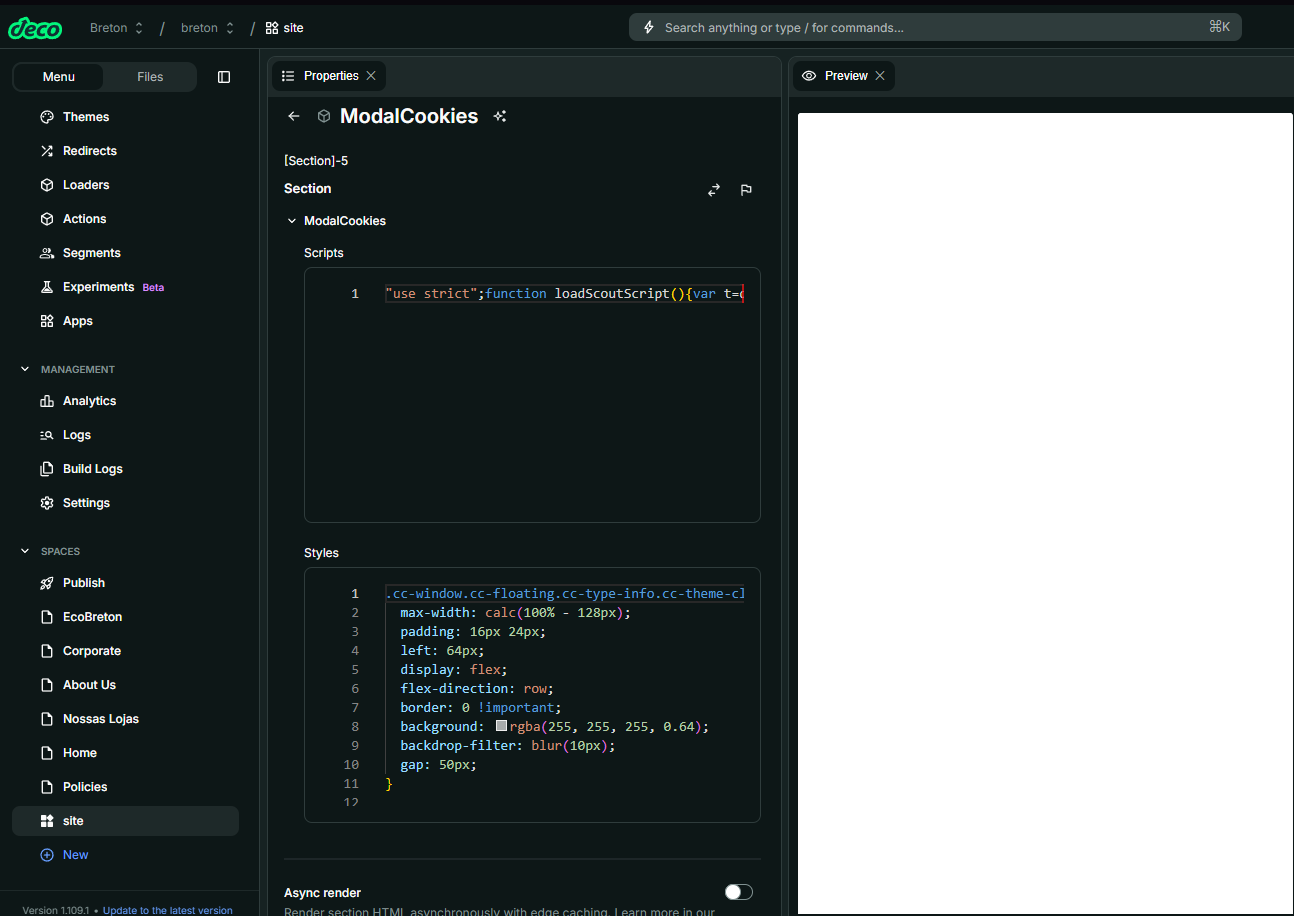 deco
Breton / breton / site
Search anything or type / for commands... ⌘K
Menu
Files
Themes
Redirects
Loaders
Actions
Segments
Experiments Beta
Apps
MANAGEMENT
Analytics
Logs
Build Logs
Settings
SPACES
Publish
EcoBreton
Corporate
About Us
Nossas Lojas
Home
Policies
site
New
Version 1.109.1 • Update to the latest version
Properties
ModalCookies
[Section]-5
Section
ModalCookies
Scripts
1 "use strict";function loadScoutScript(){var t=
Styles
1 .cc-window.cc-floating.cc-type-info.cc-theme-cl
2 max-width: calc(100% - 128px);
3 padding: 16px 24px;
4 left: 64px;
5 display: flex;
6 flex-direction: row;
7 border: 0 !important;
8 background: rgba(255, 255, 255, 0.64);
9 backdrop-filter: blur(10px);
10 gap: 50px;
11 }
12
Async render
Render section HTML asynchronously with edge caching. Learn more in our
Preview